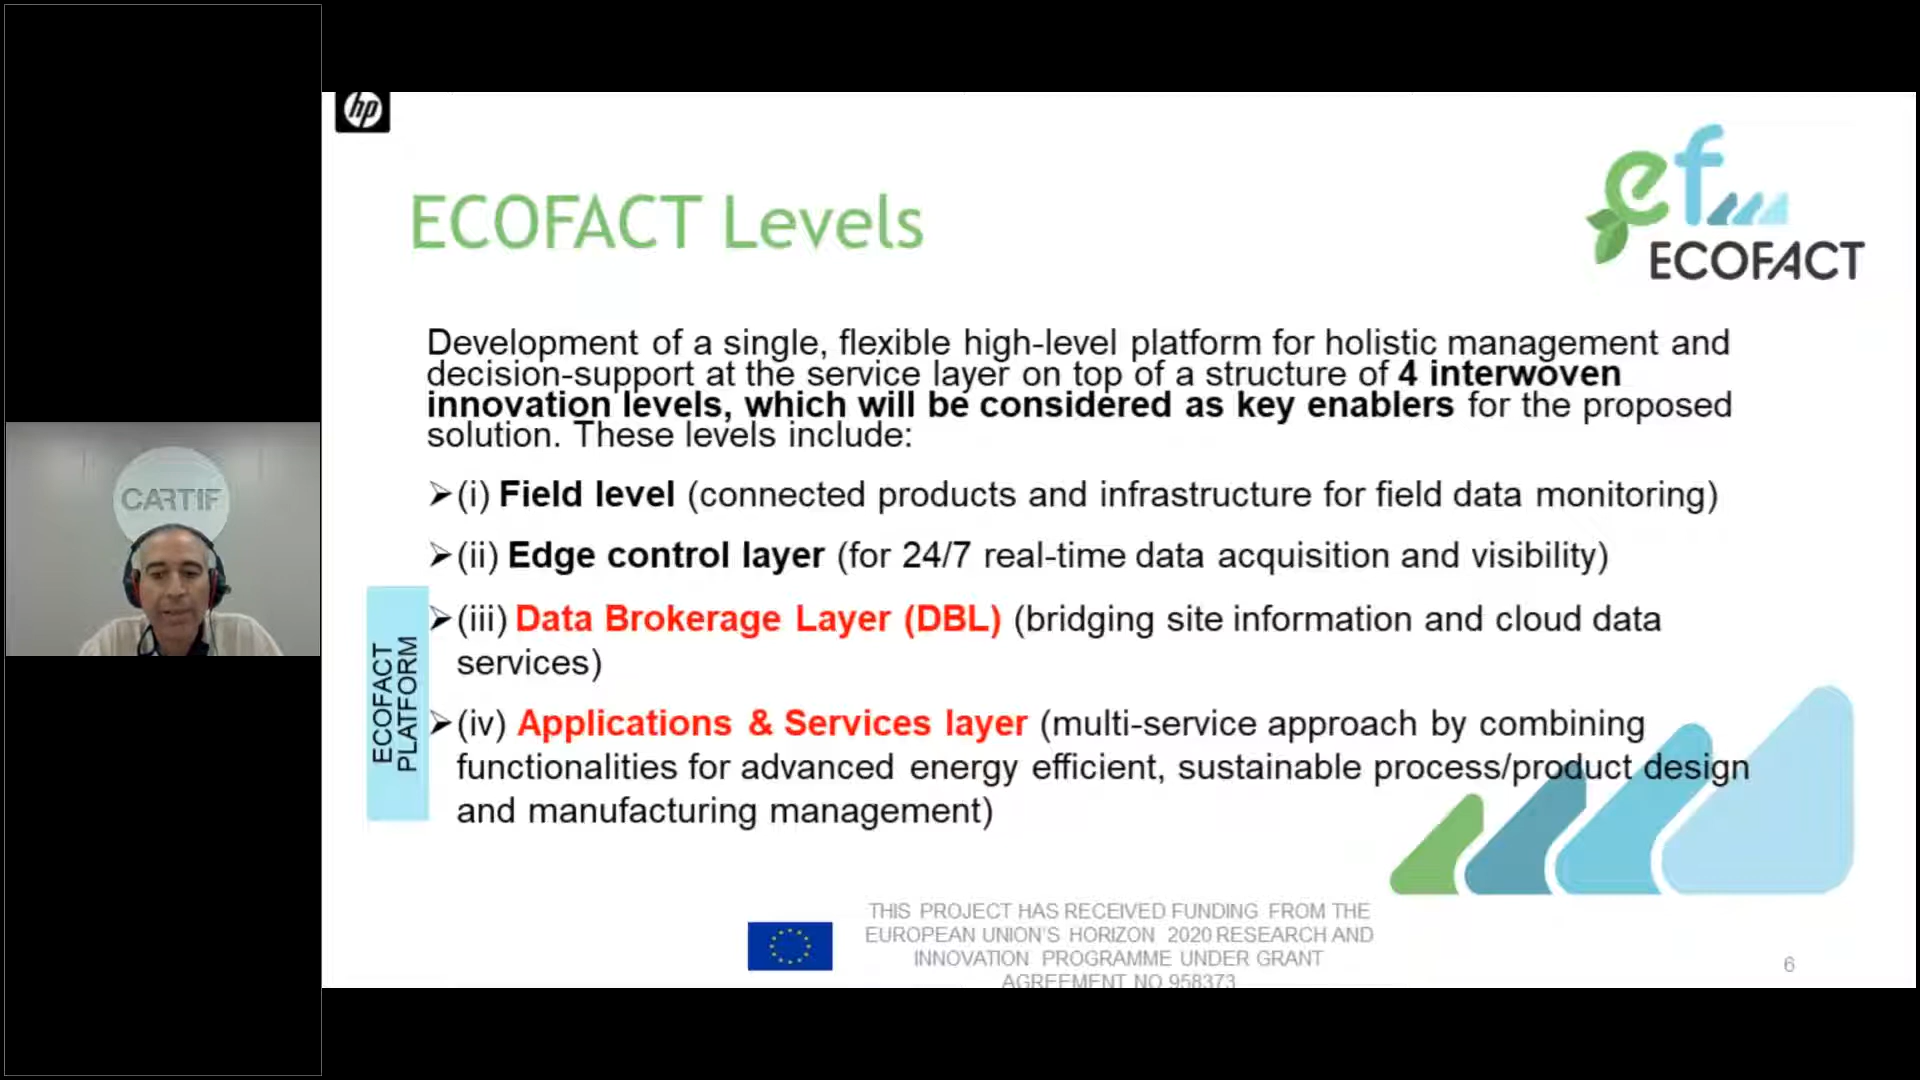 hp
ECOFACT Levels
ef
ECOFACT
Development of a single, flexible high-level platform for holistic management and
decision-support at the service layer on top of a structure of 4 interwoven
innovation levels, which will be considered as key enablers for the proposed
solution. These levels include:
➢(i) Field level (connected products and infrastructure for field data monitoring)
➢(ii) Edge control layer (for 24/7 real-time data acquisition and visibility)
➢(iii) Data Brokerage Layer (DBL) (bridging site information and cloud data
services)
➢(iv) Applications & Services layer (multi-service approach by combining
functionalities for advanced energy efficient, sustainable process/product design
and manufacturing management)
ECOFACT
PLATFORM
CARTIF
THIS PROJECT HAS RECEIVED FUNDING FROM THE
EUROPEAN UNION'S HORIZON 2020 RESEARCH AND
INNOVATION PROGRAMME UNDER GRANT
AGREEMENT NO 958373
6